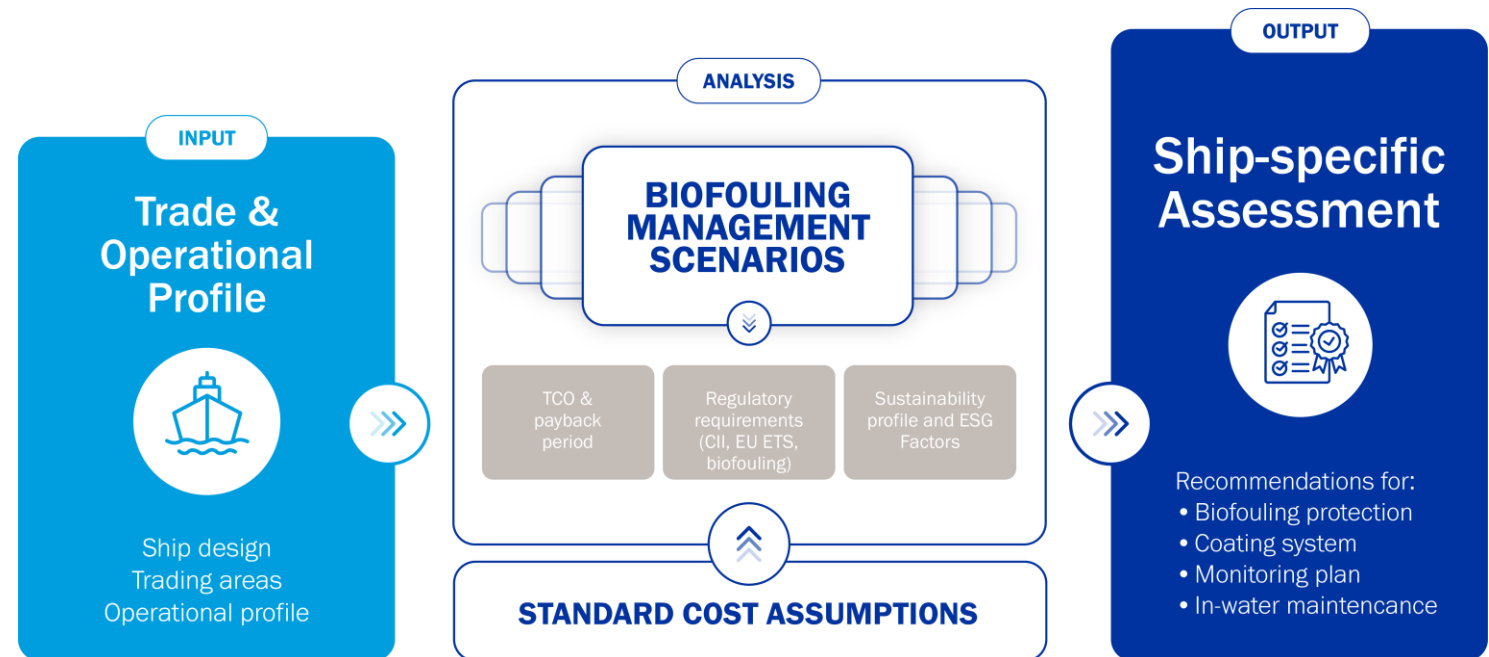 INPUT
Trade &
Operational
Profile
Ship design
Trading areas
Operational profile
ANALYSIS
BIOFOULING
MANAGEMENT
SCENARIOS
TCO &
payback
period
Regulatory
requirements
(CII, EU ETS,
biofouling)
Sustainability
profile and ESG
Factors
STANDARD COST ASSUMPTIONS
OUTPUT
Ship-specific
Assessment
Recommendations for:
• Biofouling protection
• Coating system
• Monitoring plan
• In-water maintencance